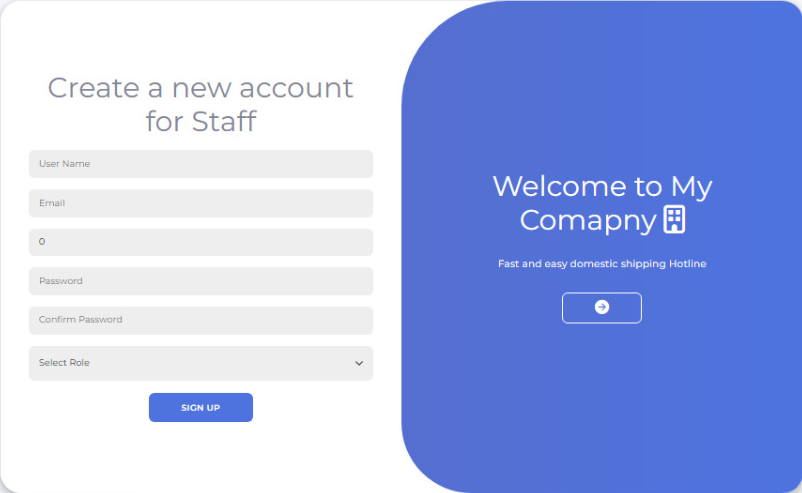 Create a new account
for Staff
User Name
Email
0
Password
Confirm Password
Select Role
SIGN UP
Welcome to My
Comapny
Fast and easy domestic shipping Hotline